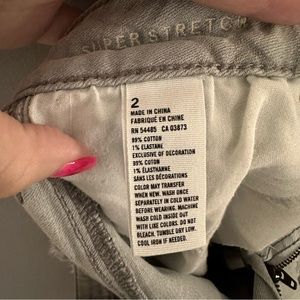 SUPER STRETCH
2
MADE IN CHINA
FABRIQUÉ EN CHINE
RN 54485 CA 03873
99% COTTON
1% ELASTANE
EXCLUSIVE OF DECORATION
99% COTON
1% ÉLASTHANNE
SANS LES DÉCORATIONS
COLOR MAY TRANSFER
WHEN NEW. WASH ONCE
SEPARATELY IN COLD WATER
BEFORE WEARING. MACHINE
WASH COLD INSIDE OUT
WITH LIKE COLORS. DO NOT
BLEACH. TUMBLE DRY LOW.
COOL IRON IF NEEDED.